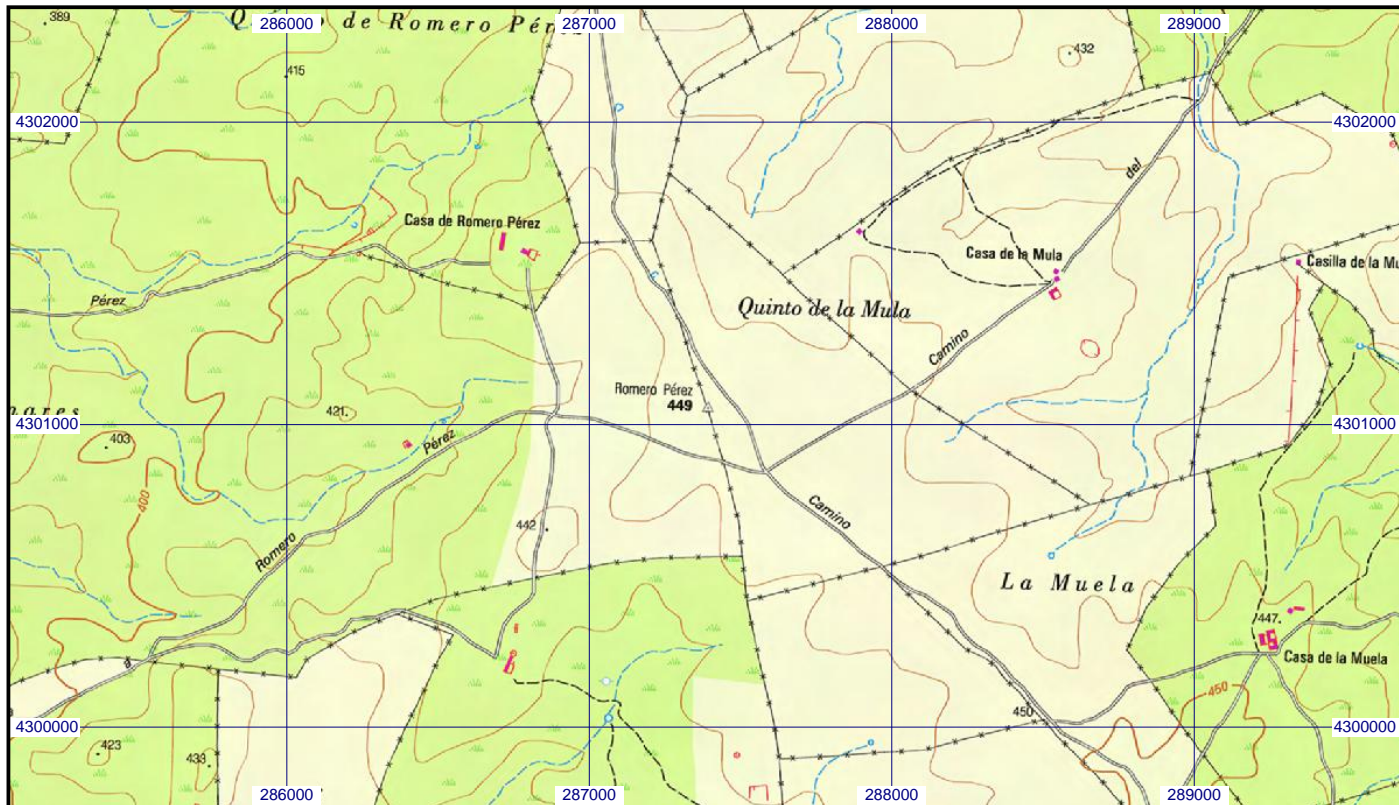 286000
287000
288000
289000
de Romero Pérez
389
415
432
4302000
4302000
del
Casa de Romero Pérez
Casa de la Mula
Casilla de la Mu
Pérez
Quinto de la Mula
Camino
Romero Pérez
449
421
4301000
4301000
403
Pérez
400
442
Camino
Romero
La Muela
447
Casa de la Muela
a
450
450
4300000
4300000
423
433
286000
287000
288000
289000